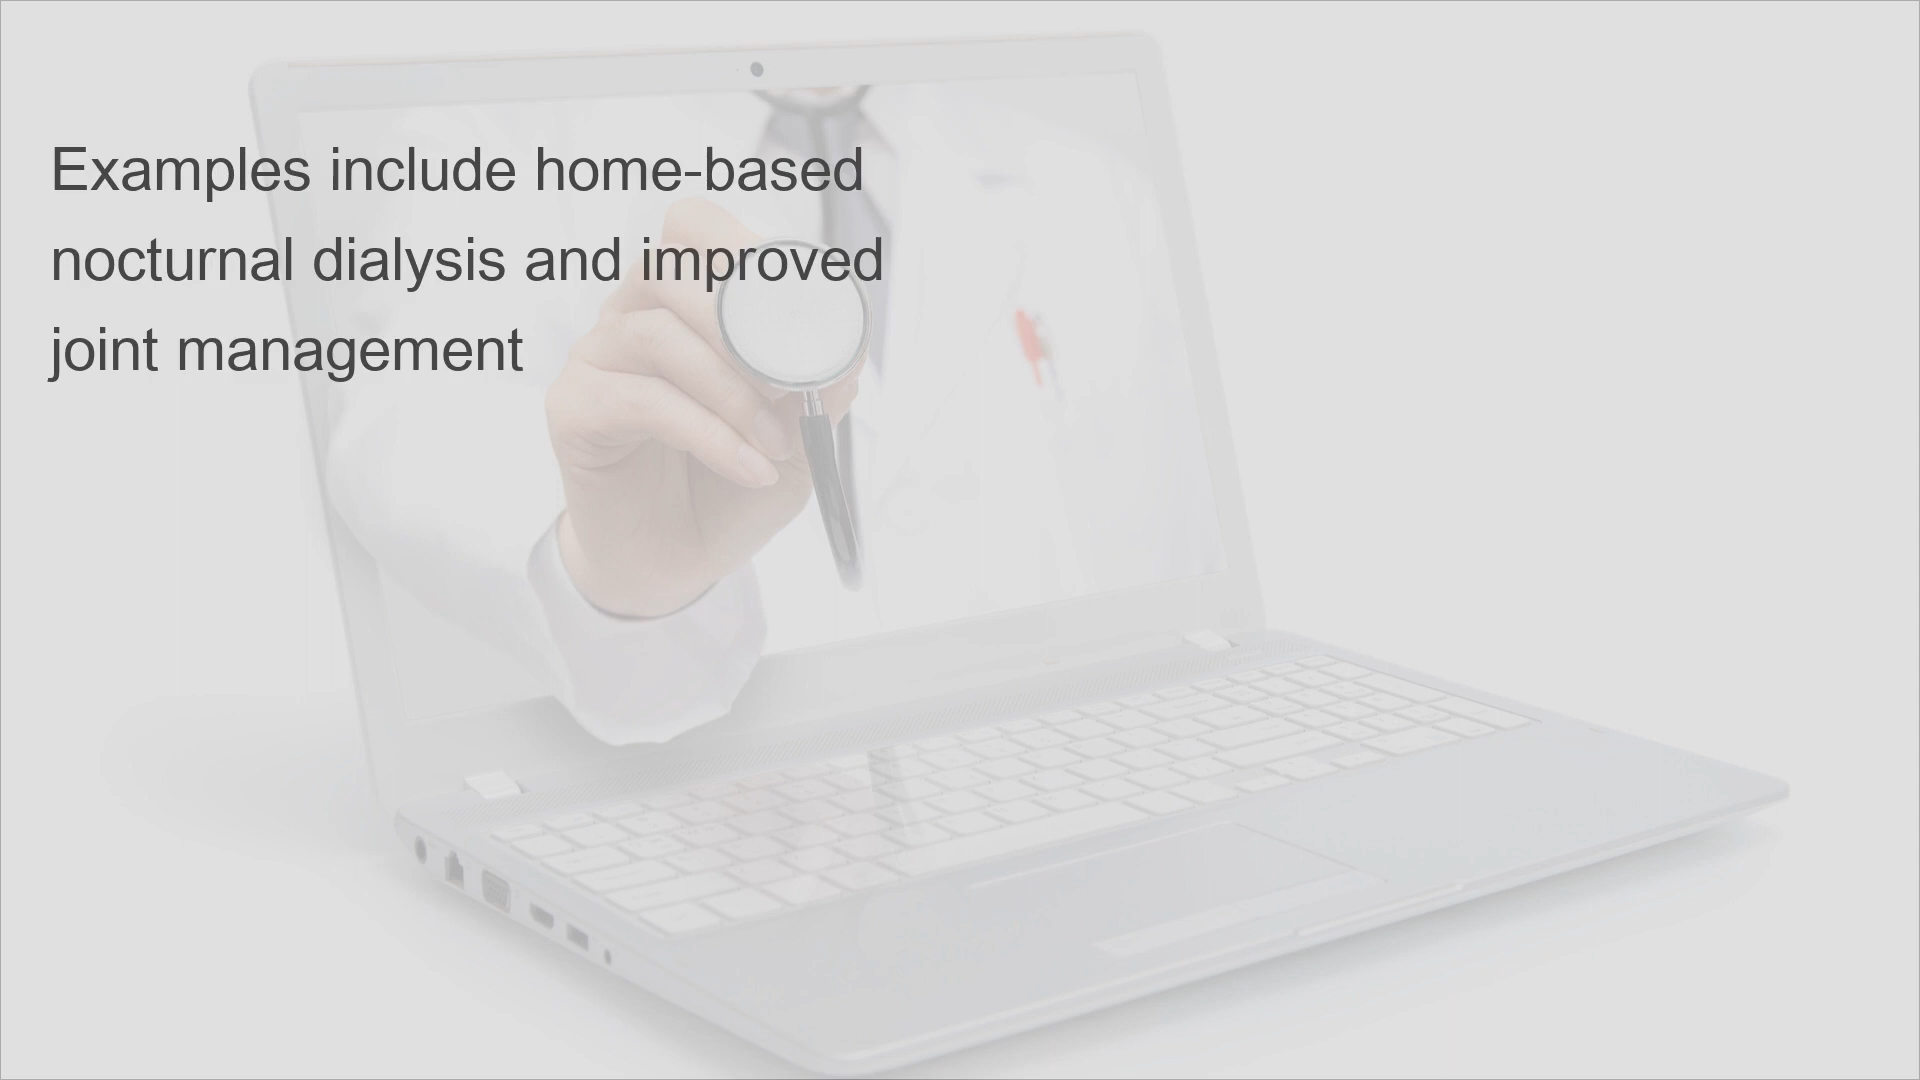 Examples include home-based
nocturnal dialysis and improved
joint management